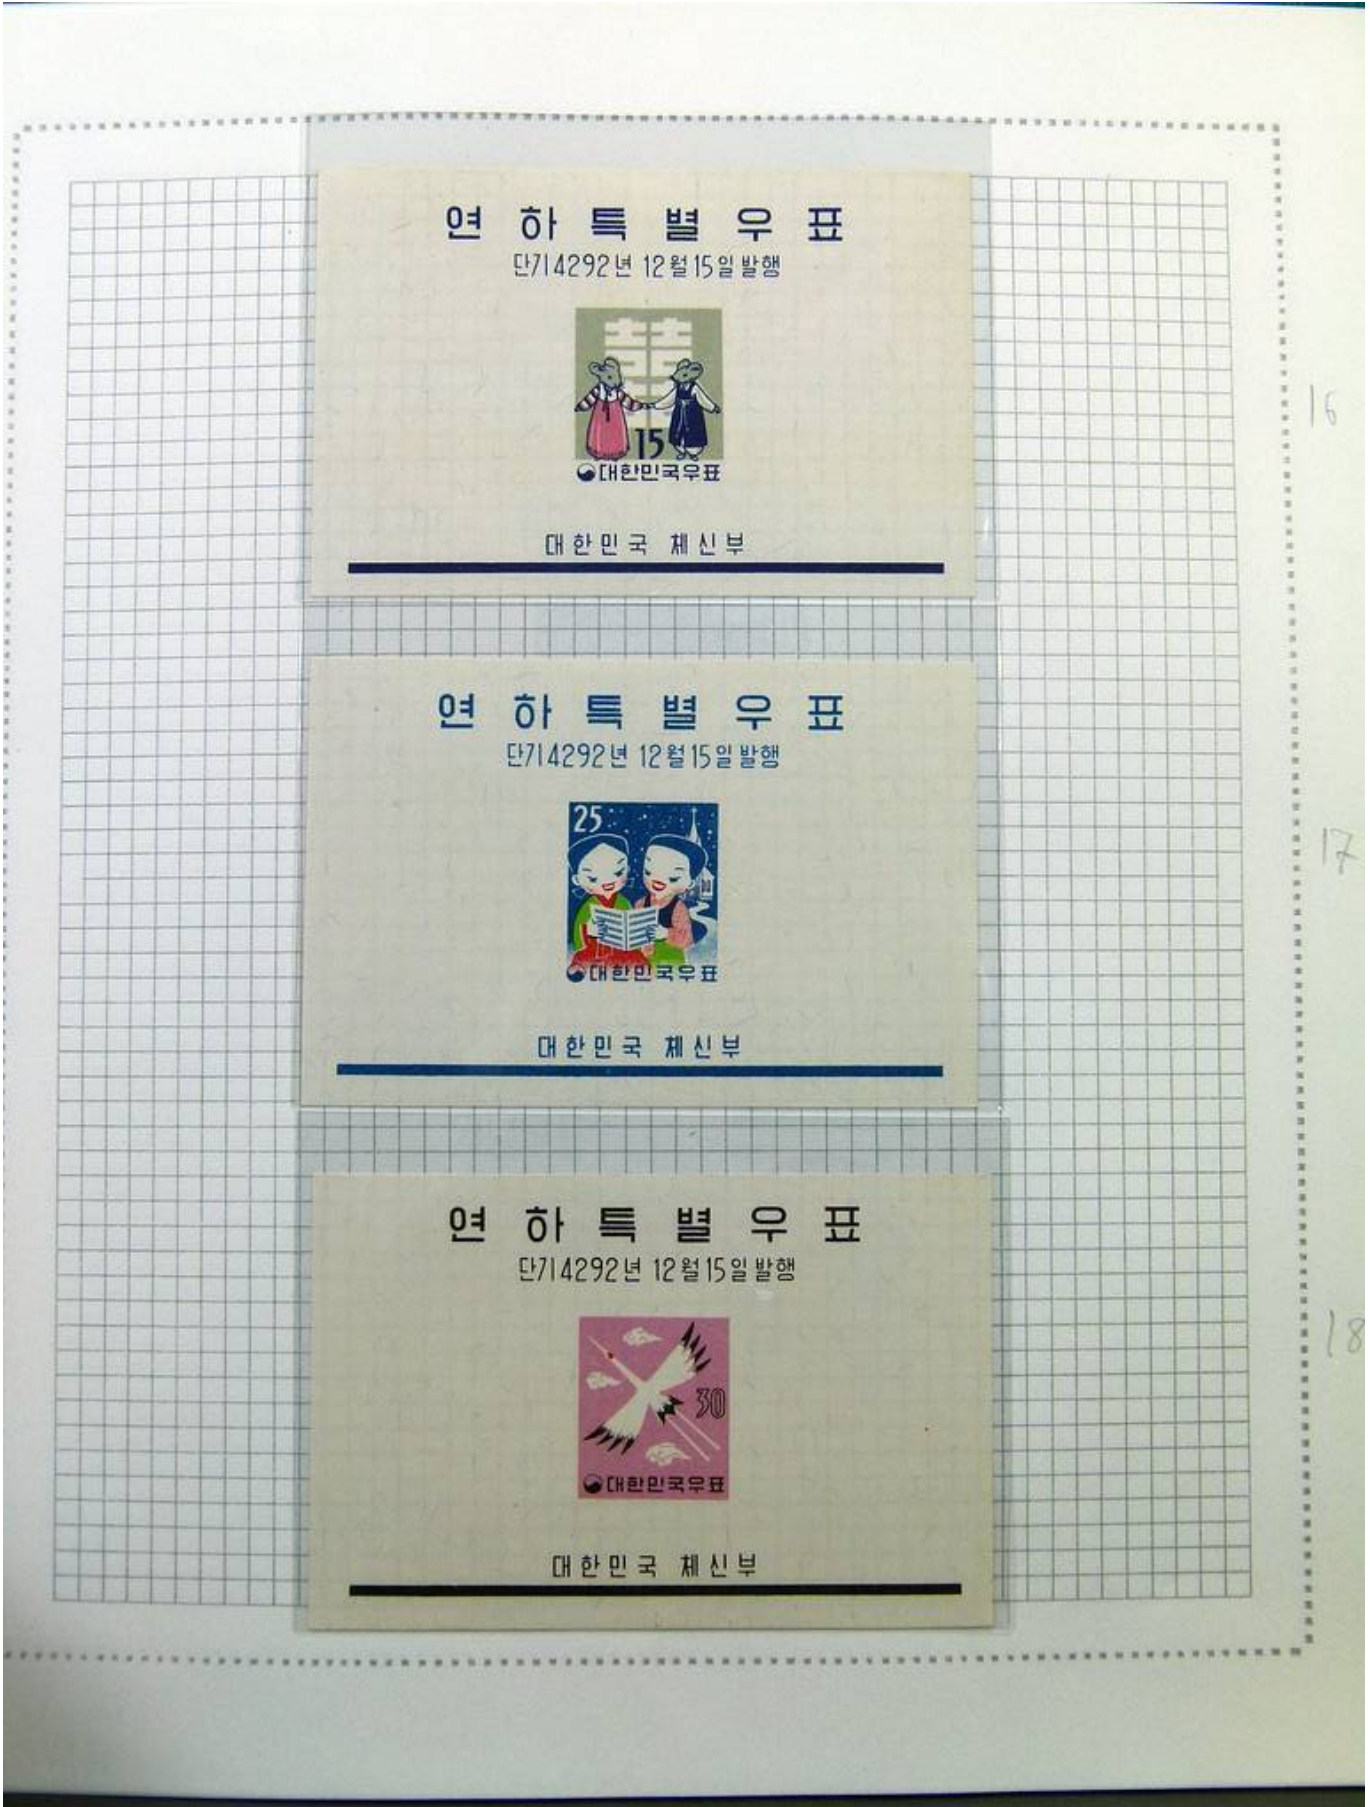 연 하 특 별 우 표
단기4292년 12월15일발행
囍
15
대한민국우표
대한민국 체신부
16
연 하 특 별 우 표
단기4292년 12월15일발행
25
대한민국우표
대한민국 체신부
17
연 하 특 별 우 표
단기4292년 12월15일발행
30
대한민국우표
대한민국 체신부
18